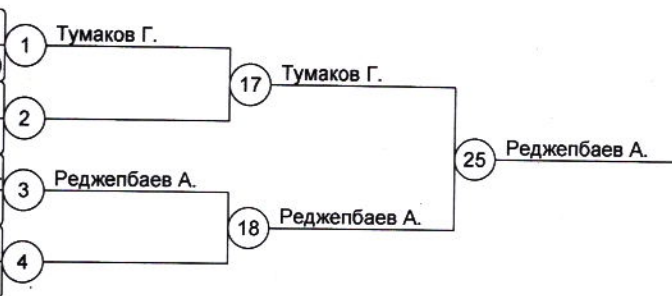 1 Тумаков Г.
17 Тумаков Г.
2
25 Реджепбаев А.
3 Реджепбаев А.
18 Реджепбаев А.
4